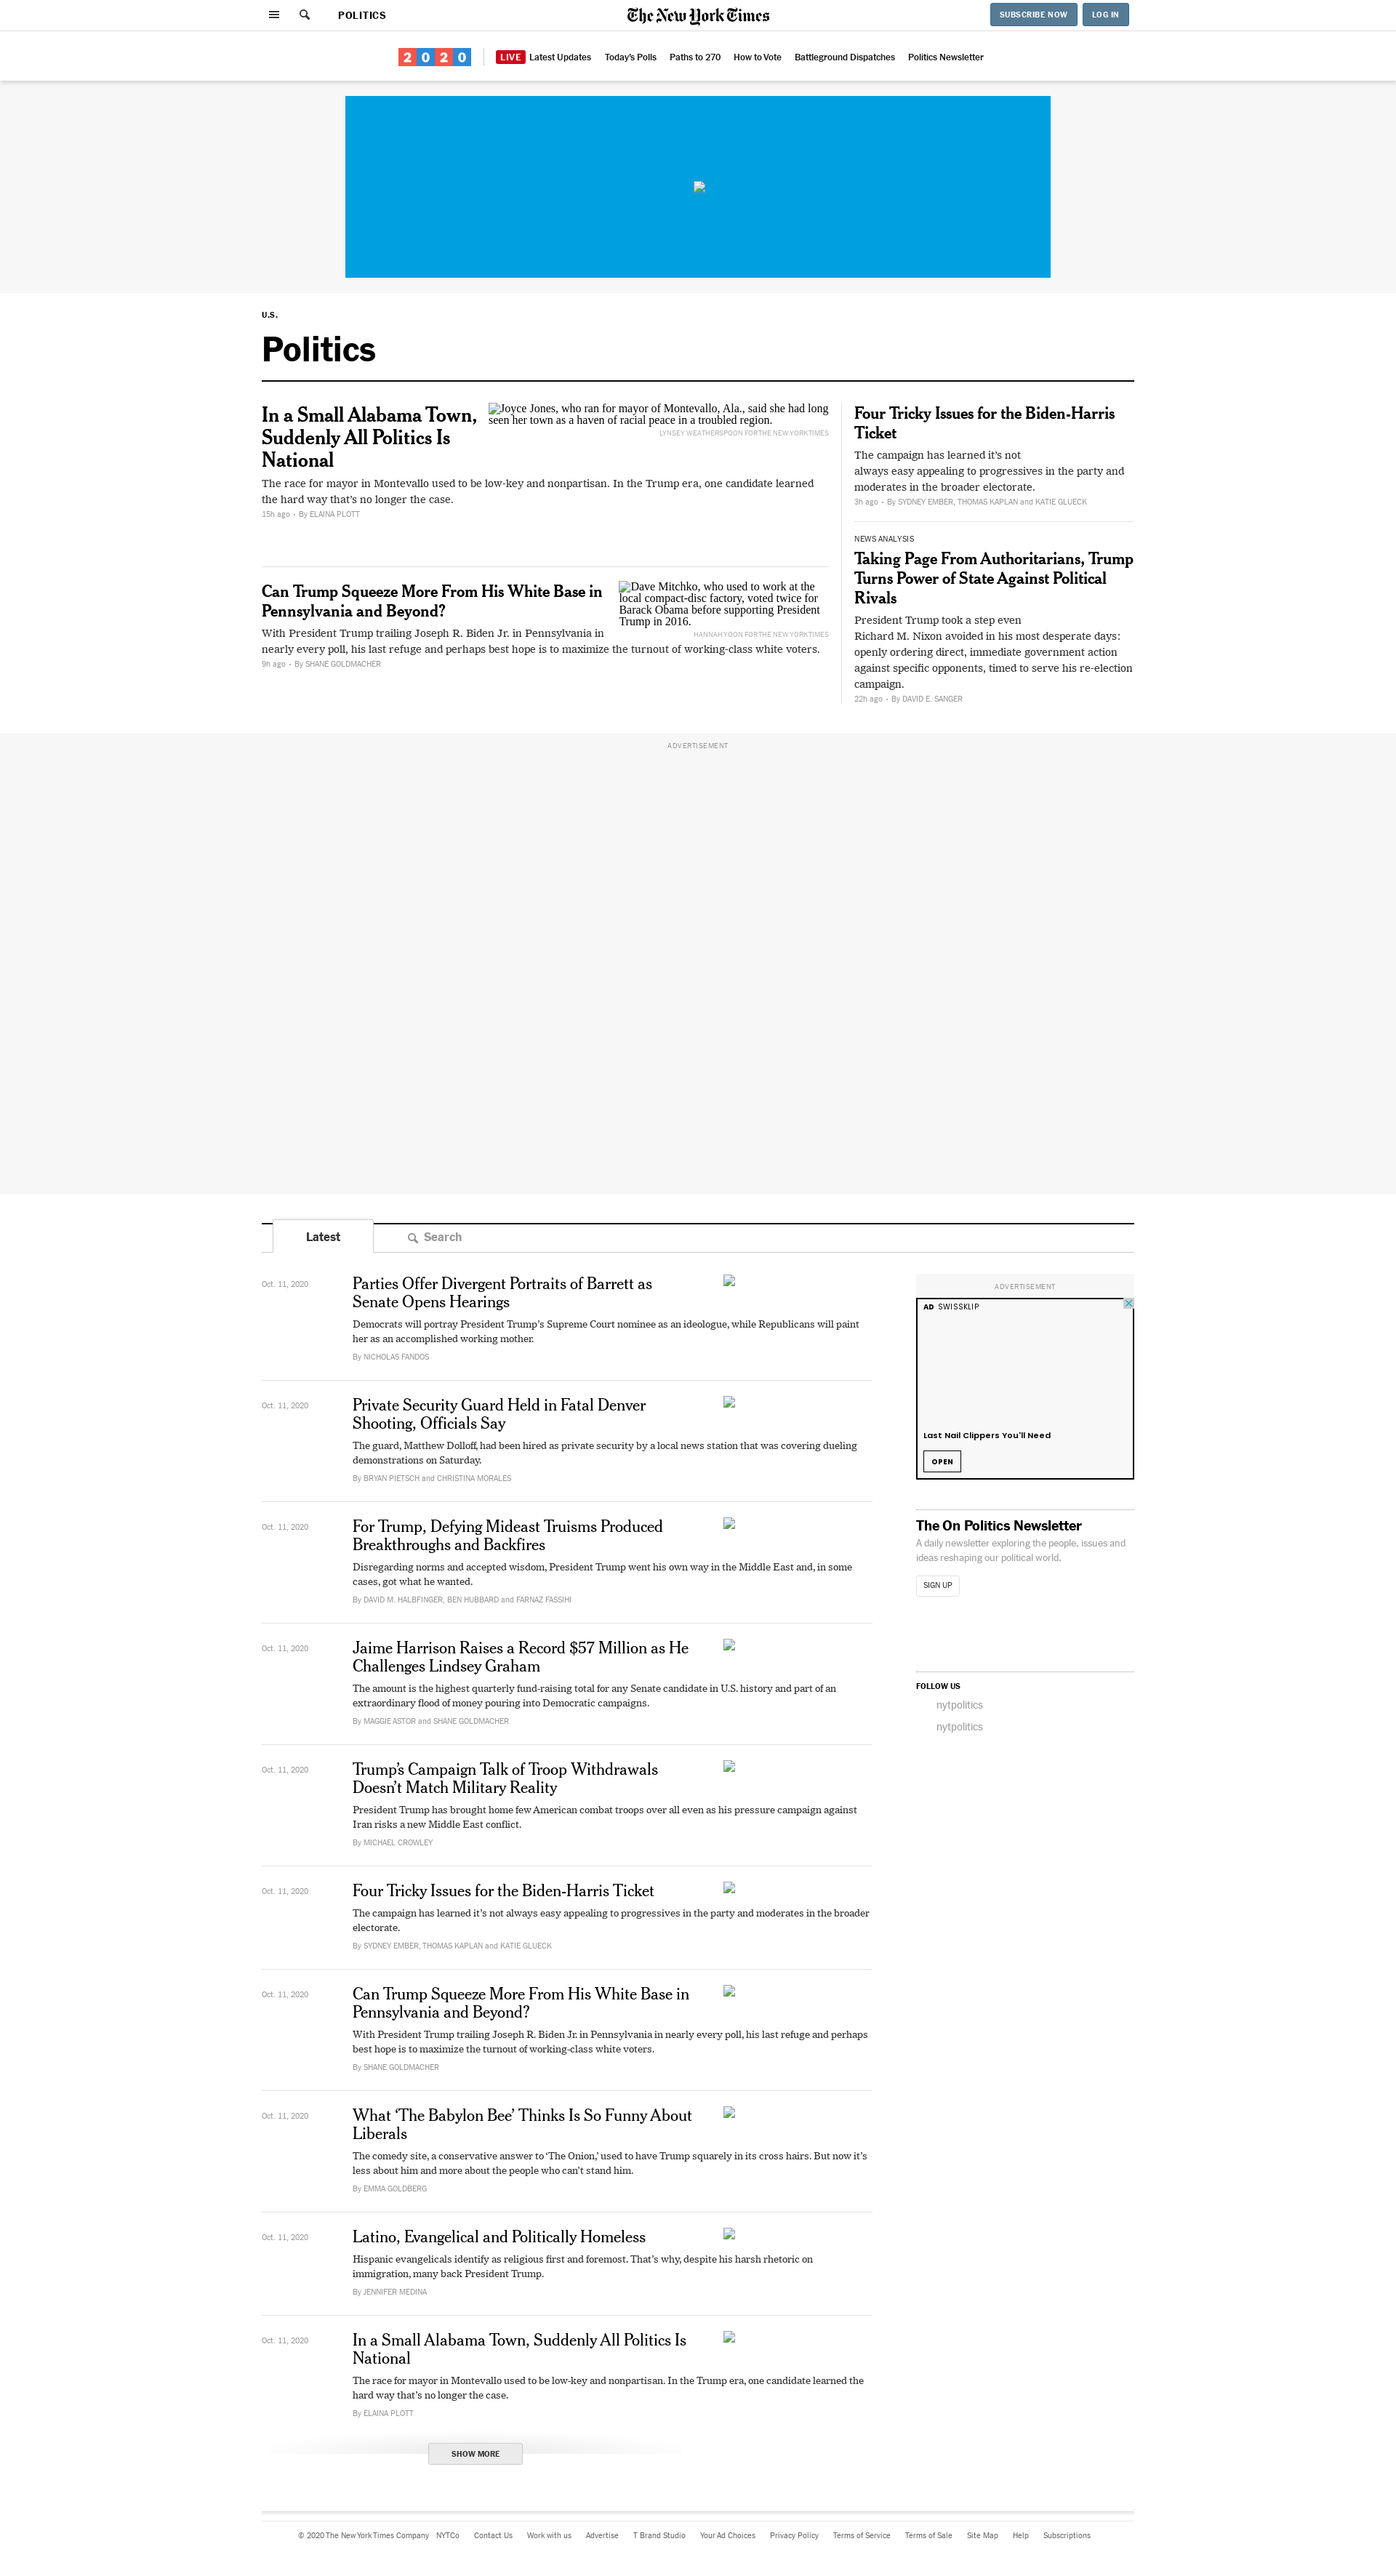 POLITICS
The New York Times
SUBSCRIBE NOW
LOG IN
2020
LIVE Latest Updates
Today's Polls
Paths to 270
How to Vote
Battleground Dispatches
Politics Newsletter
U.S.
Politics
In a Small Alabama Town,
Suddenly All Politics Is
National
Joyce Jones, who ran for mayor of Montevallo, Ala., said she had long
seen her town as a haven of racial peace in a troubled region.
LYNSEY WEATHERSPOON FOR THE NEW YORK TIMES
The race for mayor in Montevallo used to be low-key and nonpartisan. In the Trump era, one candidate learned
the hard way that’s no longer the case.
15h ago • By ELAINA PLOTT
Can Trump Squeeze More From His White Base in
Pennsylvania and Beyond?
Dave Mitchko, who used to work at the
local compact-disc factory, voted twice for
Barack Obama before supporting President
Trump in 2016.
HANNAH YOON FOR THE NEW YORK TIMES
With President Trump trailing Joseph R. Biden Jr. in Pennsylvania in
nearly every poll, his last refuge and perhaps best hope is to maximize the turnout of working-class white voters.
9h ago • By SHANE GOLDMACHER
Four Tricky Issues for the Biden-Harris
Ticket
The campaign has learned it’s not
always easy appealing to progressives in the party and
moderates in the broader electorate.
3h ago • By SYDNEY EMBER, THOMAS KAPLAN and KATIE GLUECK
NEWS ANALYSIS
Taking Page From Authoritarians, Trump
Turns Power of State Against Political
Rivals
President Trump took a step even
Richard M. Nixon avoided in his most desperate days:
openly ordering direct, immediate government action
against specific opponents, timed to serve his re-election
campaign.
22h ago • By DAVID E. SANGER
ADVERTISEMENT
Latest
Search
Oct. 11, 2020
Parties Offer Divergent Portraits of Barrett as
Senate Opens Hearings
Democrats will portray President Trump’s Supreme Court nominee as an ideologue, while Republicans will paint
her as an accomplished working mother.
By NICHOLAS FANDOS
Oct. 11, 2020
Private Security Guard Held in Fatal Denver
Shooting, Officials Say
The guard, Matthew Dolloff, had been hired as private security by a local news station that was covering dueling
demonstrations on Saturday.
By BRYAN PIETSCH and CHRISTINA MORALES
Oct. 11, 2020
For Trump, Defying Mideast Truisms Produced
Breakthroughs and Backfires
Disregarding norms and accepted wisdom, President Trump went his own way in the Middle East and, in some
cases, got what he wanted.
By DAVID M. HALBFINGER, BEN HUBBARD and FARNAZ FASSIHI
Oct. 11, 2020
Jaime Harrison Raises a Record $57 Million as He
Challenges Lindsey Graham
The amount is the highest quarterly fund-raising total for any Senate candidate in U.S. history and part of an
extraordinary flood of money pouring into Democratic campaigns.
By MAGGIE ASTOR and SHANE GOLDMACHER
Oct. 11, 2020
Trump’s Campaign Talk of Troop Withdrawals
Doesn’t Match Military Reality
President Trump has brought home few American combat troops over all even as his pressure campaign against
Iran risks a new Middle East conflict.
By MICHAEL CROWLEY
Oct. 11, 2020
Four Tricky Issues for the Biden-Harris Ticket
The campaign has learned it’s not always easy appealing to progressives in the party and moderates in the broader
electorate.
By SYDNEY EMBER, THOMAS KAPLAN and KATIE GLUECK
Oct. 11, 2020
Can Trump Squeeze More From His White Base in
Pennsylvania and Beyond?
With President Trump trailing Joseph R. Biden Jr. in Pennsylvania in nearly every poll, his last refuge and perhaps
best hope is to maximize the turnout of working-class white voters.
By SHANE GOLDMACHER
Oct. 11, 2020
What ‘The Babylon Bee’ Thinks Is So Funny About
Liberals
The comedy site, a conservative answer to ‘The Onion,’ used to have Trump squarely in its cross hairs. But now it’s
less about him and more about the people who can’t stand him.
By EMMA GOLDBERG
Oct. 11, 2020
Latino, Evangelical and Politically Homeless
Hispanic evangelicals identify as religious first and foremost. That’s why, despite his harsh rhetoric on
immigration, many back President Trump.
By JENNIFER MEDINA
Oct. 11, 2020
In a Small Alabama Town, Suddenly All Politics Is
National
The race for mayor in Montevallo used to be low-key and nonpartisan. In the Trump era, one candidate learned the
hard way that’s no longer the case.
By ELAINA PLOTT
SHOW MORE
ADVERTISEMENT
AD SWISSKLIP
Last Nail Clippers You'll Need
OPEN
The On Politics Newsletter
A daily newsletter exploring the people, issues and
ideas reshaping our political world.
SIGN UP
FOLLOW US
nytpolitics
nytpolitics
© 2020 The New York Times Company
NYTCo
Contact Us
Work with us
Advertise
T Brand Studio
Your Ad Choices
Privacy Policy
Terms of Service
Terms of Sale
Site Map
Help
Subscriptions